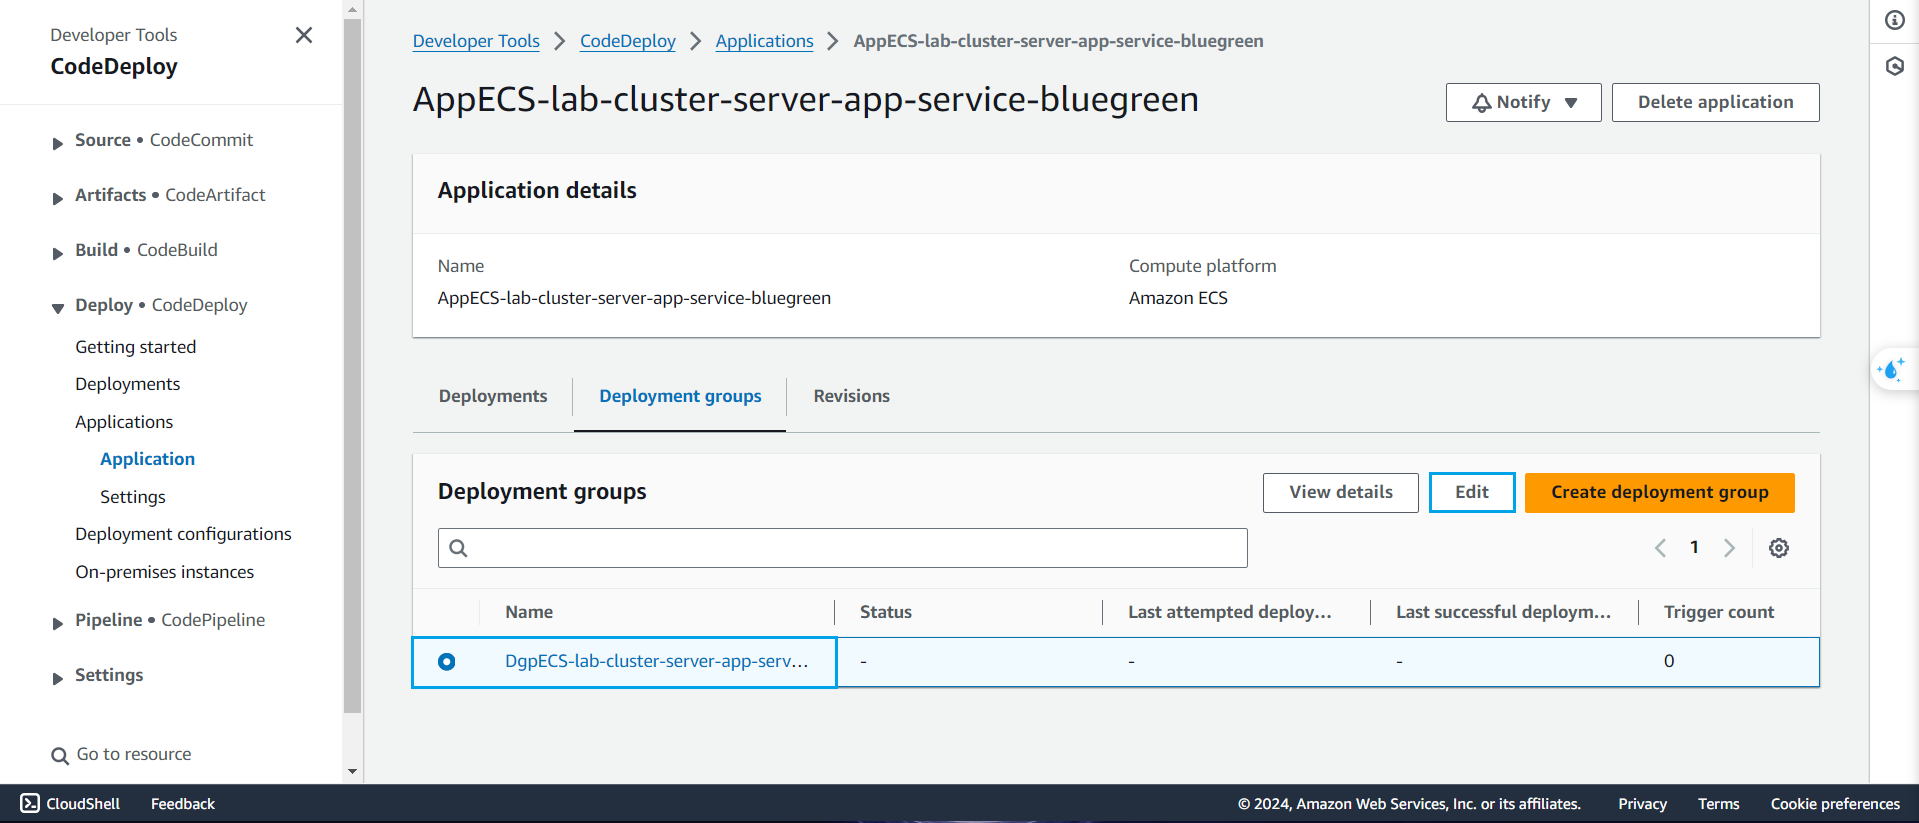 Developer Tools
CodeDeploy
Source • CodeCommit
Artifacts • CodeArtifact
Build • CodeBuild
Deploy • CodeDeploy
Getting started
Deployments
Applications
Application
Settings
Deployment configurations
On-premises instances
Pipeline • CodePipeline
Settings
Go to resource
Developer Tools > CodeDeploy > Applications > AppECS-lab-cluster-server-app-service-bluegreen
AppECS-lab-cluster-server-app-service-bluegreen
Notify
Delete application
Application details
Name
AppECS-lab-cluster-server-app-service-bluegreen
Compute platform
Amazon ECS
Deployments
Deployment groups
Revisions
Deployment groups
View details
Edit
Create deployment group
1
Name Status Last attempted deploy... Last successful deploym... Trigger count
DgpECS-lab-cluster-server-app-serv... - - - 0
CloudShell Feedback © 2024, Amazon Web Services, Inc. or its affiliates. Privacy Terms Cookie preferences